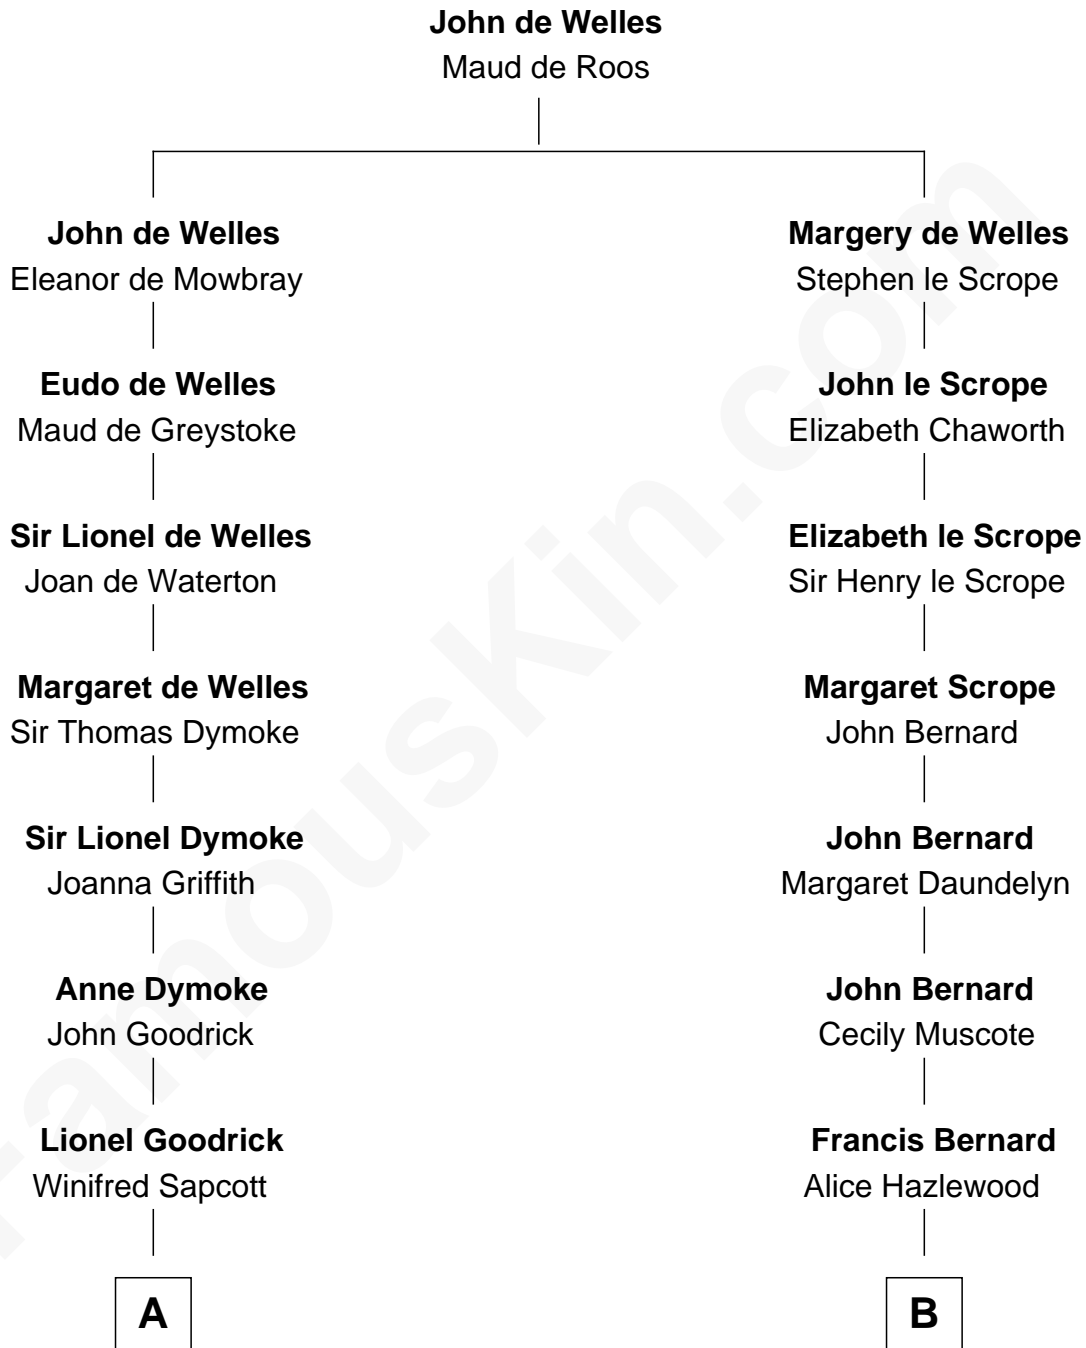 John de Welles
Maud de Roos
John de Welles
Eleanor de Mowbray
Margery de Welles
Stephen le Scrope
Eudo de Welles
Maud de Greystoke
John le Scrope
Elizabeth Chaworth
Sir Lionel de Welles
Joan de Waterton
Elizabeth le Scrope
Sir Henry le Scrope
Margaret de Welles
Sir Thomas Dymoke
Margaret Scrope
John Bernard
Sir Lionel Dymoke
Joanna Griffith
John Bernard
Margaret Daundelyn
Anne Dymoke
John Goodrick
John Bernard
Cecily Muscote
Lionel Goodrick
Winifred Sapcott
Francis Bernard
Alice Hazlewood
A
B
FamousKin.com